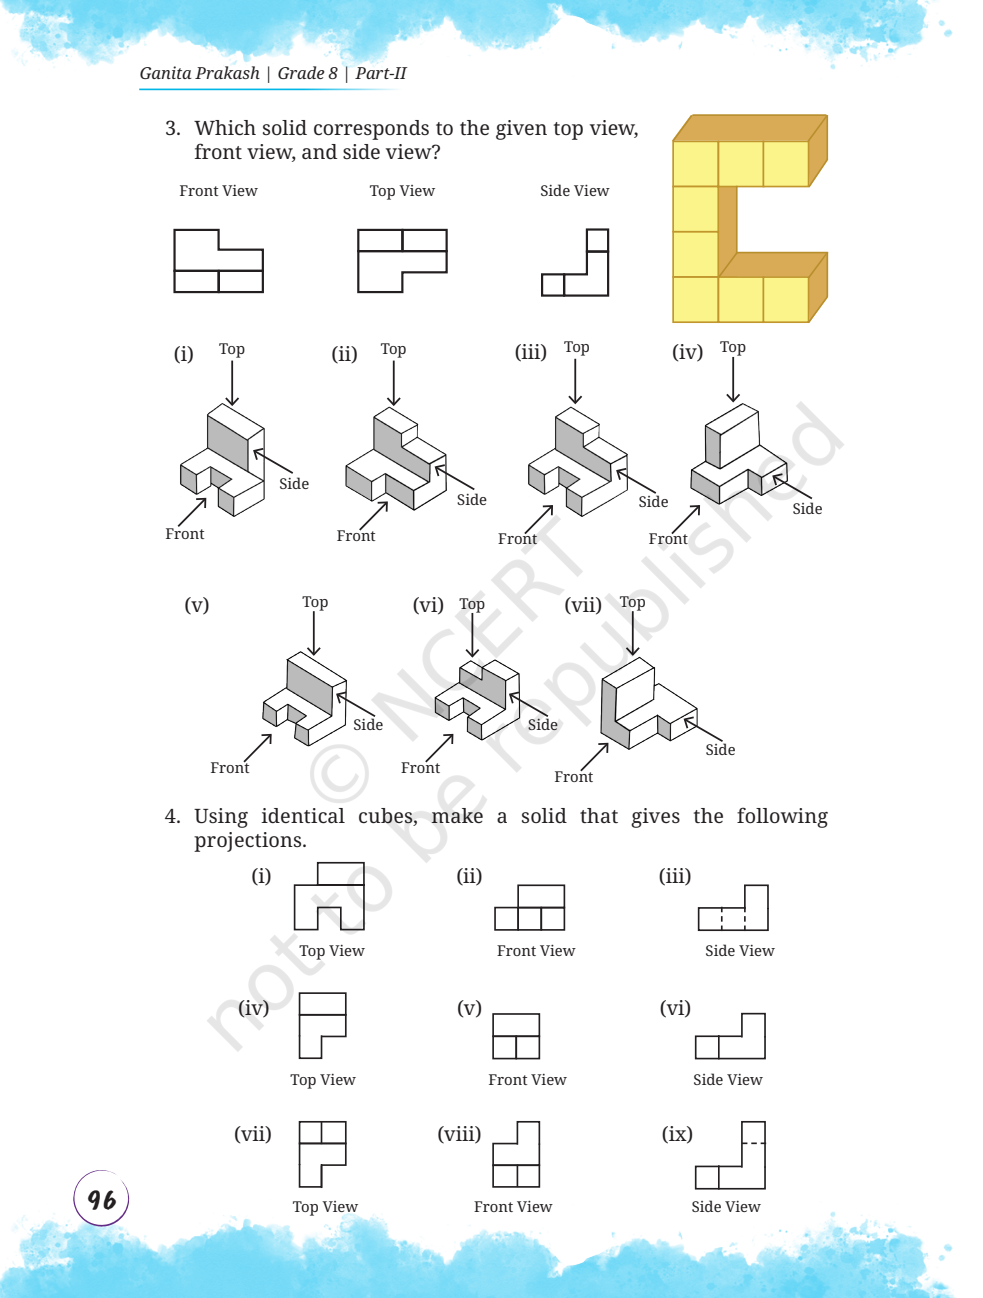 Ganita Prakash | Grade 8 | Part-II
3. Which solid corresponds to the given top view,
front view, and side view?
Front View Top View Side View
(i) Top (ii) Top (iii) Top (iv) Top
Side Side Side Side
Front Front Front Front
(v) Top (vi) Top (vii) Top
Side Side Side
Front Front Front
4. Using identical cubes, make a solid that gives the following
projections.
(i) (ii) (iii)
Top View Front View Side View
(iv) (v) (vi)
Top View Front View Side View
(vii) (viii) (ix)
Top View Front View Side View
96
© NCERT
not to be republished